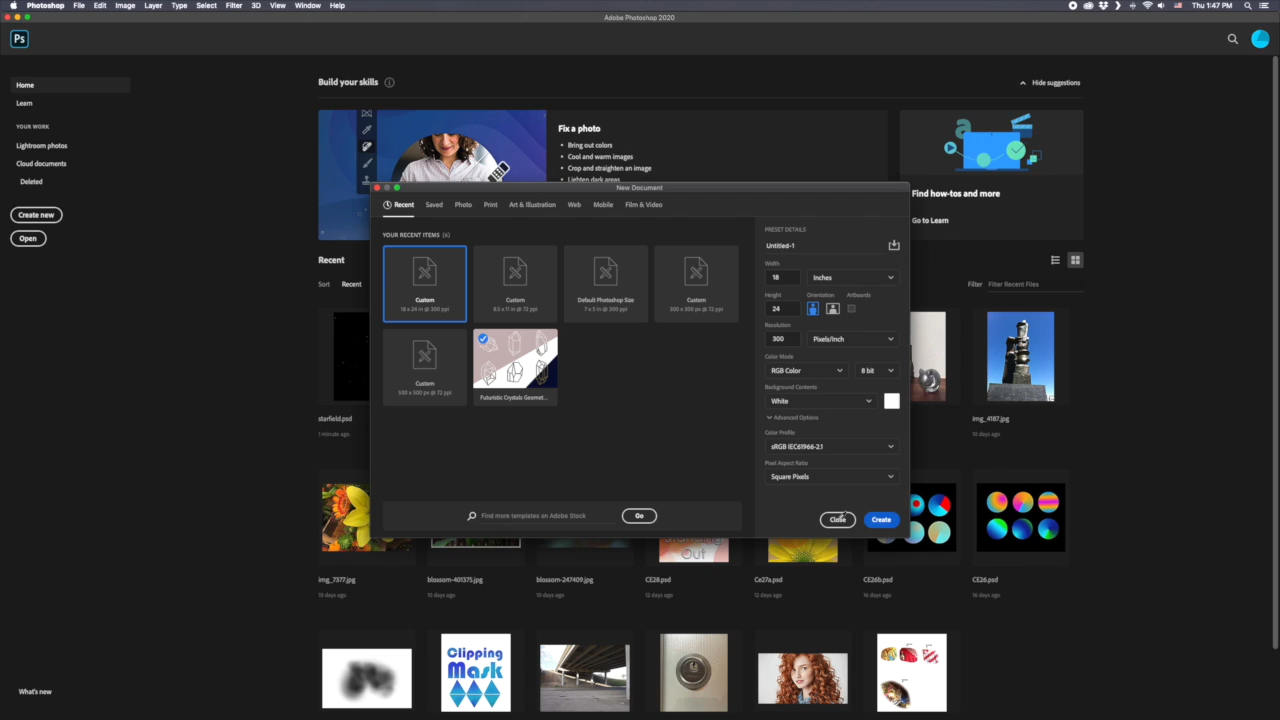 Photoshop File Edit Image Layer Type Select Filter 3D View Window Help
Thu 1:47 PM
Adobe Photoshop 2020
Ps
Home
Learn
YOUR WORK
Lightroom photos
Cloud documents
Deleted
Create new
Open
What's new
Build your skills
Hide suggestions
Fix a photo
• Bring out colors
• Cool and warm images
• Crop and straighten an image
• Lighten dark areas
Find how-tos and more
Go to Learn
Recent
Sort Recent
Filter Filter Recent Files
New Document
Recent Saved Photo Print Art & Illustration Web Mobile Film & Video
YOUR RECENT ITEMS (6)
Custom
18 x 24 in @ 300 ppi
Custom
8.5 x 11 in @ 72 ppi
Default Photoshop Size
7 x 5 in @ 300 ppi
Custom
300 x 300 px @ 72 ppi
Custom
500 x 500 px @ 72 ppi
Futuristic Crystals Geomet...
Find more templates on Adobe Stock
Go
PRESET DETAILS
Untitled-1
Width
18 Inches
Height Orientation Artboards
24
Resolution
300 Pixels/Inch
Color Mode
RGB Color 8 bit
Background Contents
White
Advanced Options
Color Profile
sRGB IEC61966-2.1
Pixel Aspect Ratio
Square Pixels
Close Create
starfield.psd
1 minute ago
img_4187.jpg
10 days ago
img_7377.jpg
10 days ago
blossom-401375.jpg
10 days ago
blossom-247409.jpg
10 days ago
Out
CE28.psd
12 days ago
Ce27a.psd
12 days ago
CE26b.psd
16 days ago
CE26.psd
16 days ago
Clipping
Mask